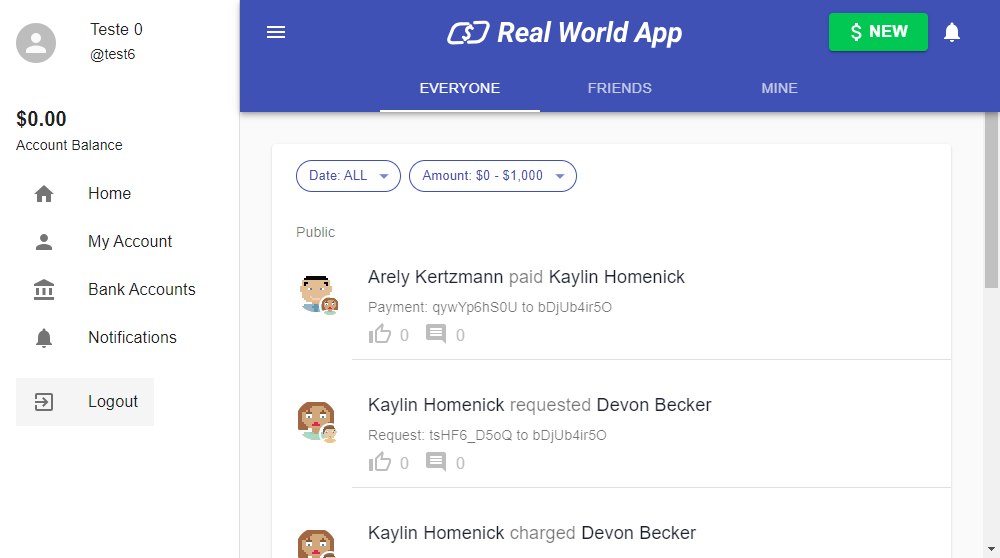 Teste 0
@test6
$0.00
Account Balance
Home
My Account
Bank Accounts
Notifications
Logout
Real World App
$ NEW
EVERYONE FRIENDS MINE
Date: ALL Amount: $0 - $1,000
Public
Arely Kertzmann paid Kaylin Homenick
Payment: qywYp6hS0U to bDjUb4ir5O
0 0
Kaylin Homenick requested Devon Becker
Request: tsHF6_D5oQ to bDjUb4ir5O
0 0
Kaylin Homenick charged Devon Becker